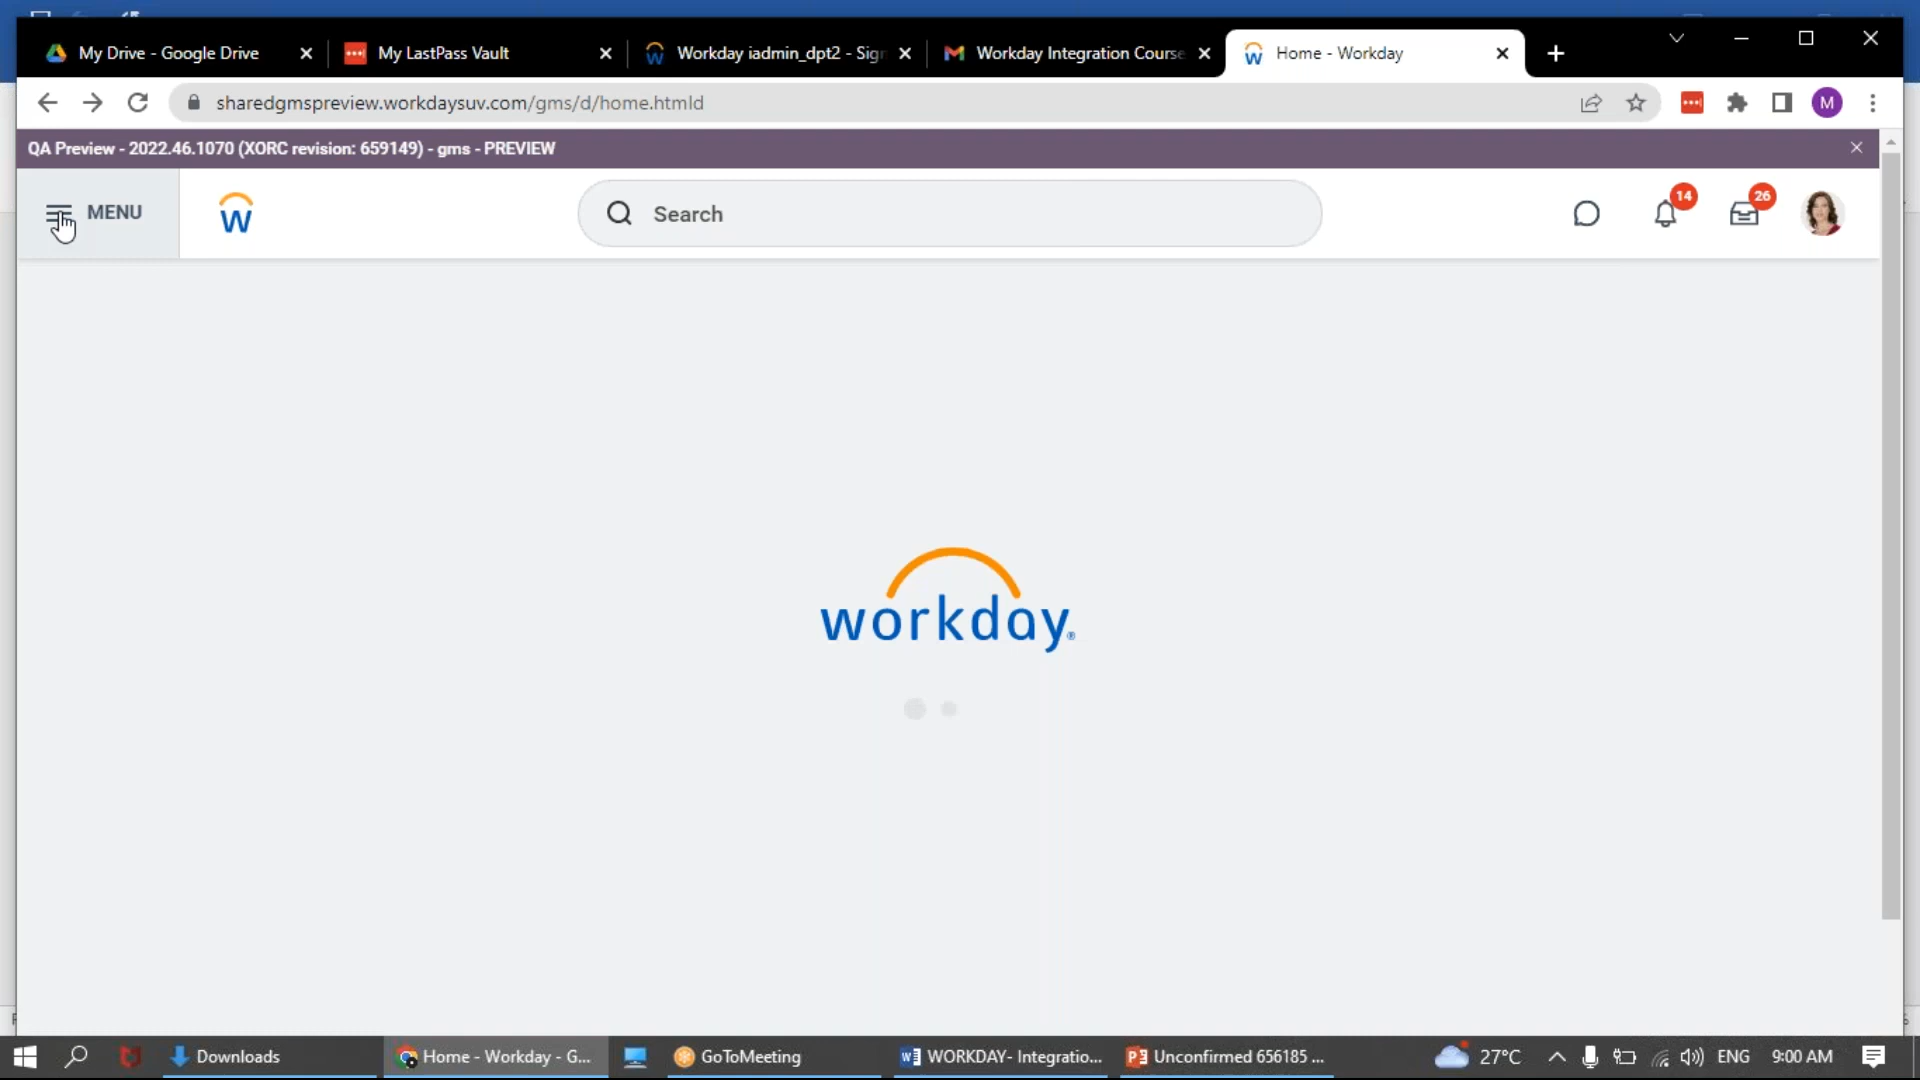 My Drive - Google Drive
My LastPass Vault
Workday iadmin_dpt2 - Sig
Workday Integration Course
Home - Workday
sharedgmspreview.workdaysuv.com/gms/d/home.htmld
M
QA Preview - 2022.46.1070 (XORC revision: 659149) - gms - PREVIEW
MENU
W
Search
14
26
workday®
Downloads
Home - Workday - G...
GoToMeeting
WORKDAY- Integratio...
Unconfirmed 656185 ...
27°C
ENG
9:00 AM